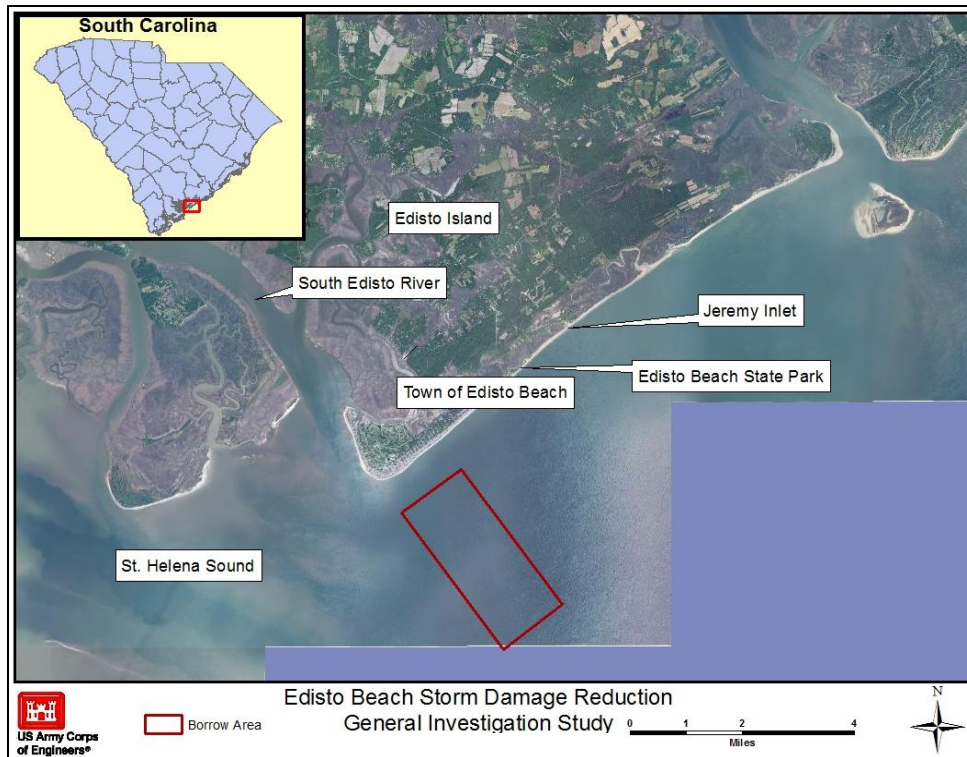 South Carolina
Edisto Island
South Edisto River
Jeremy Inlet
Edisto Beach State Park
Town of Edisto Beach
St. Helena Sound
US Army Corps
of Engineers®
Borrow Area
Edisto Beach Storm Damage Reduction
General Investigation Study
0 1 2 4
Miles
N